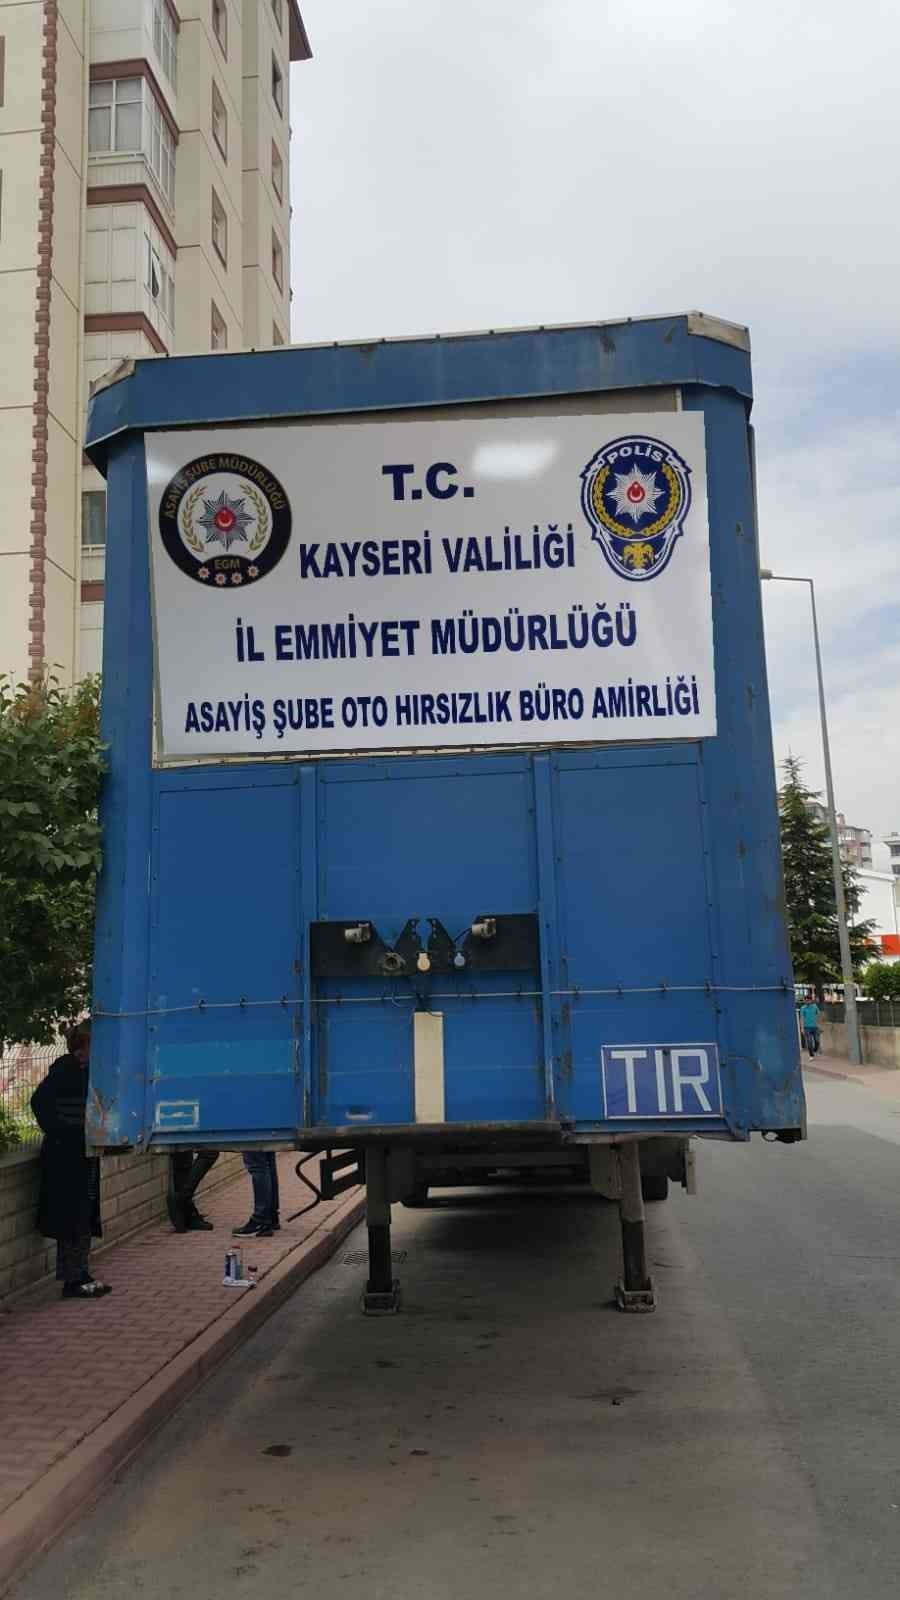 ASAYİŞ ŞUBE MÜDÜRLÜĞÜ
EGM
T.C.
POLİS
KAYSERİ VALİLİĞİ
İL EMMİYET MÜDÜRLÜĞÜ
ASAYİŞ ŞUBE OTO HIRSIZLIK BÜRO AMİRLİĞİ
TIR